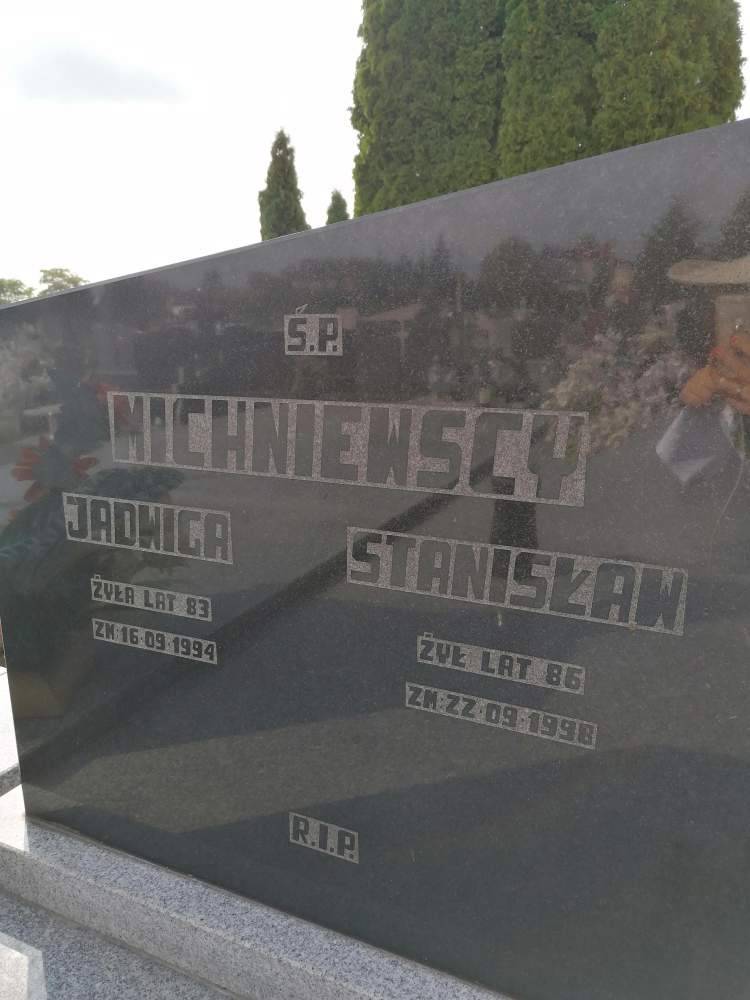 Ś.P.
MICHNIEWSCY
JADWIGA
ŻYŁA LAT 83
ZM·16·09·1994
STANISŁAW
ŻYŁ LAT 86
ZM·22·09·1998
R.I.P.